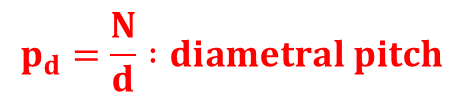 p_d = N/d : diametral pitch